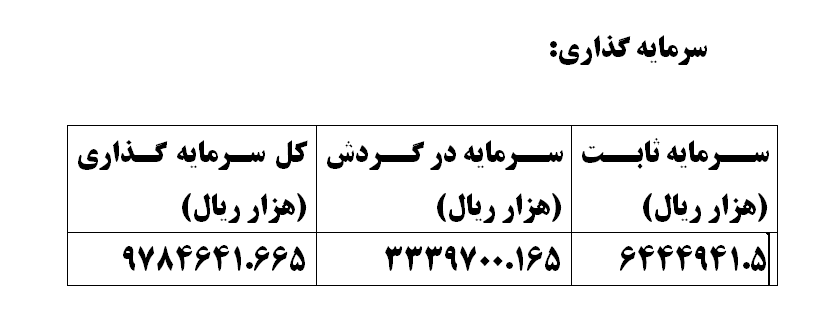 سرمایه گذاری:
سرمایه ثابت سرمایه در گردش کل سرمایه گذاری
(هزار ریال) (هزار ریال) (هزار ریال)
۶۴۴۴۹۴۱.۵ ۳۳۳۹۷۰۰.۱۶۵ ۹۷۸۴۶۴۱.۶۶۵